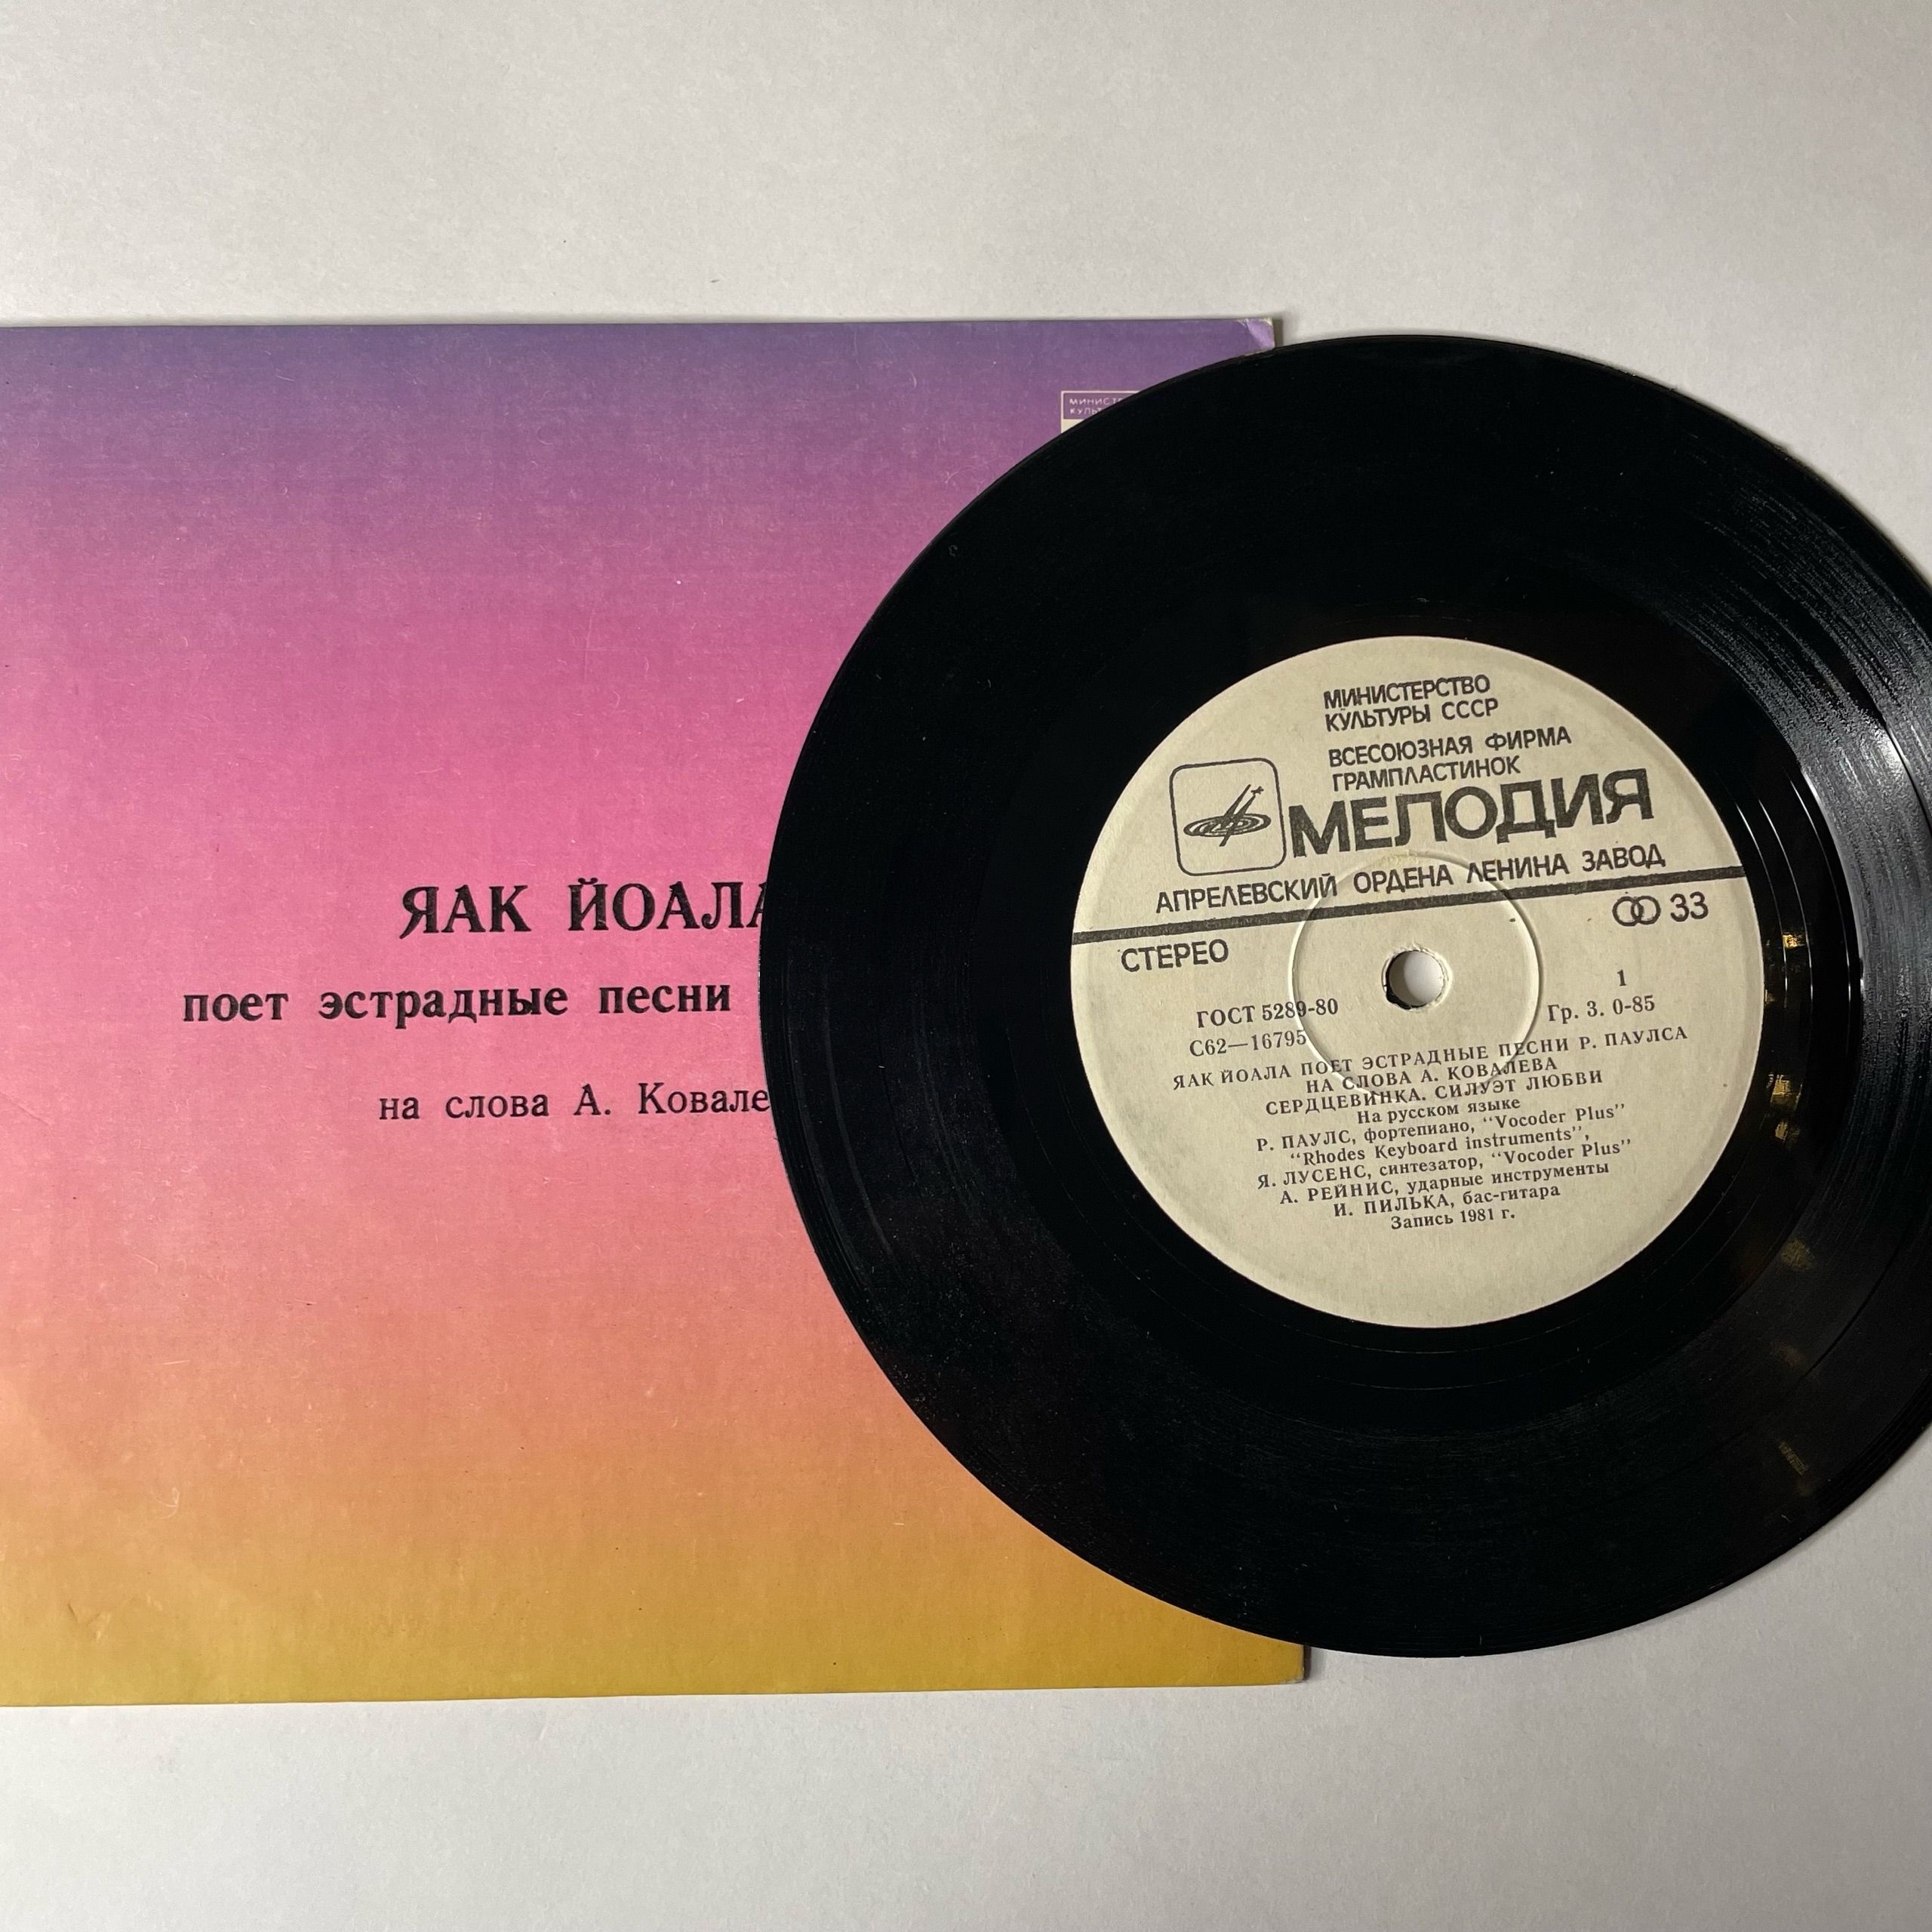 МИНИСТ
КУЛЬТ
ЯАК ЙОАЛА
поет эстрадные песни
на слова А. Ковале
МИНИСТЕРСТВО
КУЛЬТУРЫ СССР
ВСЕСОЮЗНАЯ ФИРМА
ГРАМПЛАСТИНОК
МЕЛОДИЯ
АПРЕЛЕВСКИЙ ОРДЕНА ЛЕНИНА ЗАВОД
СТЕРЕО
33
1
ГОСТ 5289-80
Гр. 3. 0-85
С62—16795
ЯАК ЙОАЛА ПОЕТ ЭСТРАДНЫЕ ПЕСНИ Р. ПАУЛСА
НА СЛОВА А. КОВАЛЕВА
СЕРДЦЕВИНКА. СИЛУЭТ ЛЮБВИ
На русском языке
Р. ПАУЛС, фортепиано, “Vocoder Plus”
“Rhodes Keyboard instruments”,
Я. ЛУСЕНС, синтезатор, “Vocoder Plus”
А. РЕЙНИС, ударные инструменты
И. ПИЛЬКА, бас-гитара
Запись 1981 г.